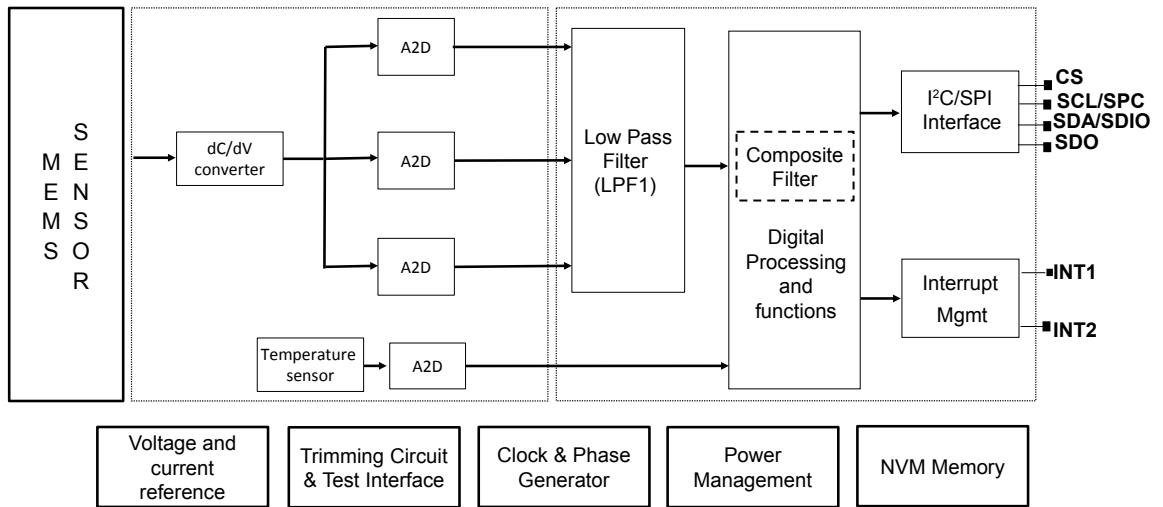 MEMS
SENSOR
dC/dV
converter
A2D
A2D
A2D
Temperature
sensor
A2D
Low Pass
Filter
(LPF1)
Composite
Filter
Digital
Processing
and
functions
I²C/SPI
Interface
CS
SCL/SPC
SDA/SDIO
SDO
Interrupt
Mgmt
INT1
INT2
Voltage and
current
reference
Trimming Circuit
& Test Interface
Clock & Phase
Generator
Power
Management
NVM Memory